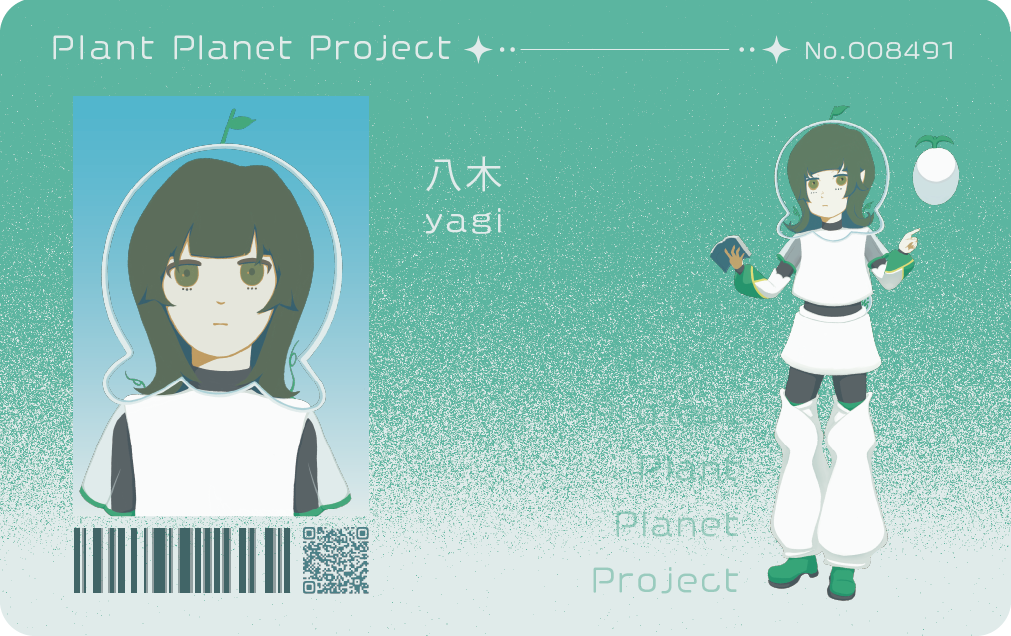 Plant Planet Project
No.008491
八木
yagi
Plant
Planet
Project